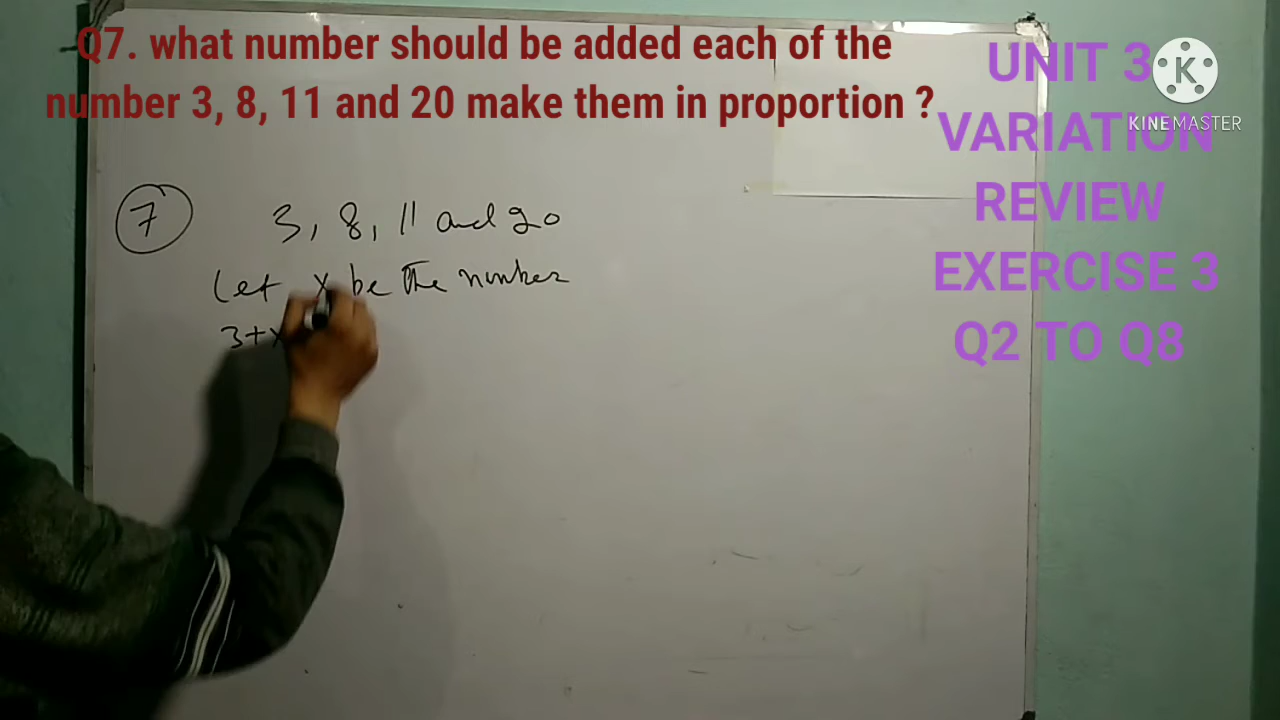 Q7. what number should be added each of the
number 3, 8, 11 and 20 make them in proportion ?
UNIT 3
VARIATION
REVIEW
EXERCISE 3
Q2 TO Q8
K
KINEMASTER
7 3, 8, 11 and 20
Let x be the number
3+x